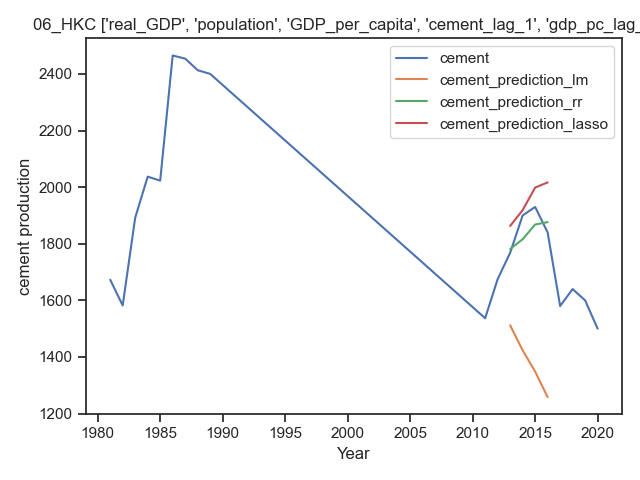 06_HKC ['real_GDP', 'population', 'GDP_per_capita', 'cement_lag_1', 'gdp_pc_lag_
cement
cement_prediction_lm
cement_prediction_rr
cement_prediction_lasso
cement production
2400
2200
2000
1800
1600
1400
1200
1980 1985 1990 1995 2000 2005 2010 2015 2020
Year